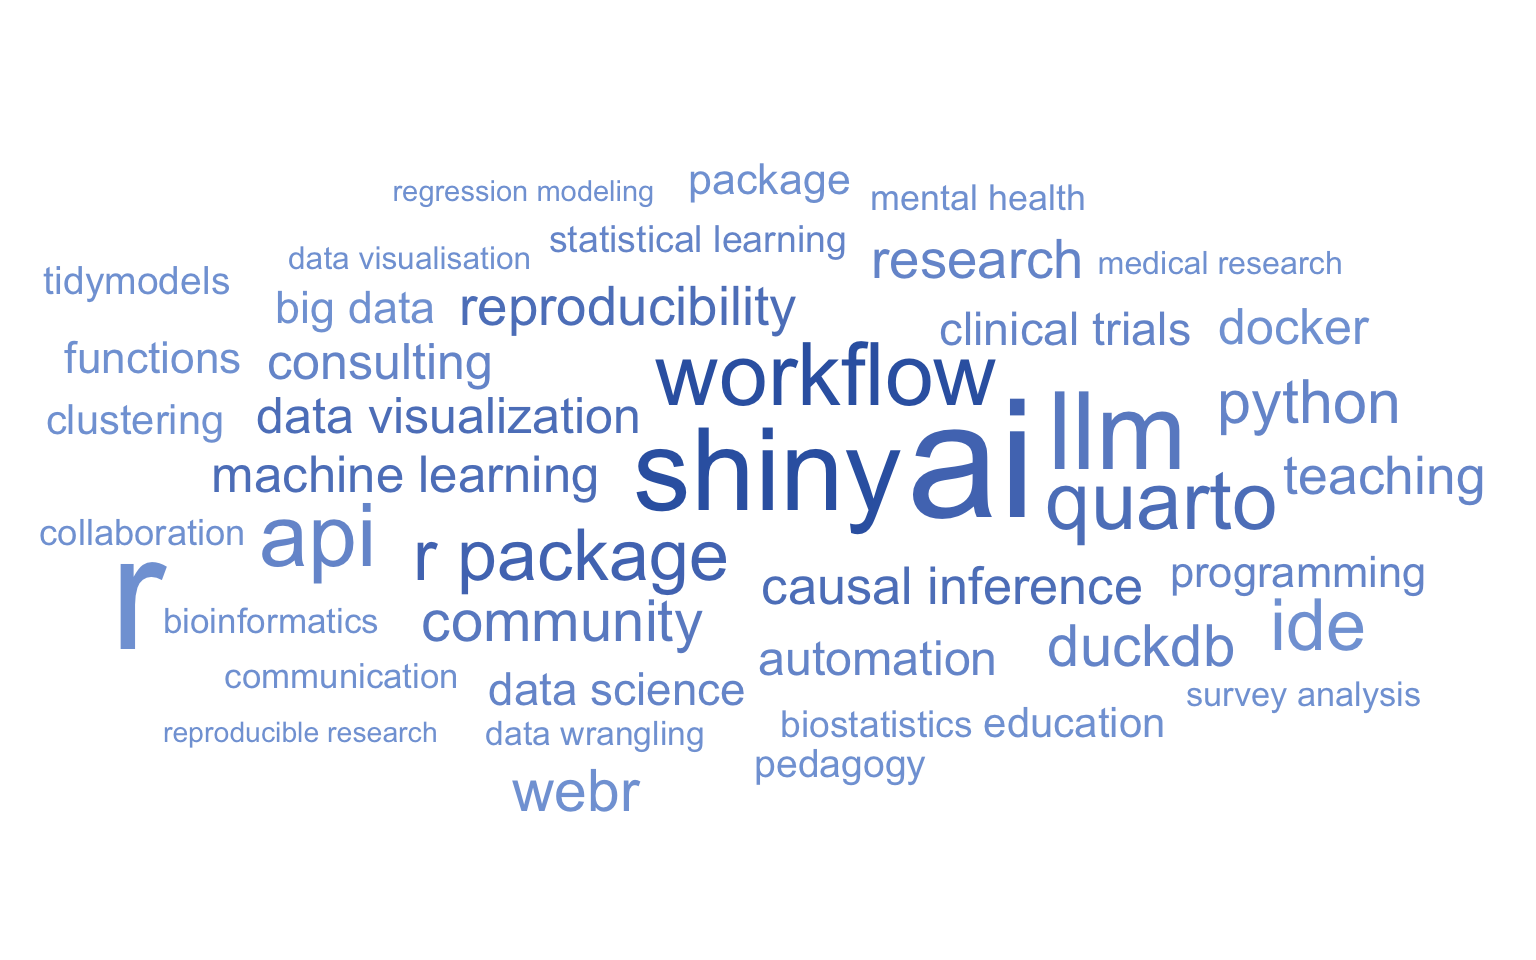 package
regression modeling
mental health
statistical learning
data visualisation
research
medical research
tidymodels
big data
reproducibility
clinical trials
docker
functions
consulting
workflow
clustering
data visualization
llm
python
machine learning
shiny
ai
quarto
teaching
collaboration
api
r package
r
bioinformatics
community
causal inference
programming
ide
communication
data science
automation
duckdb
survey analysis
reproducible research
data wrangling
biostatistics
education
pedagogy
webr